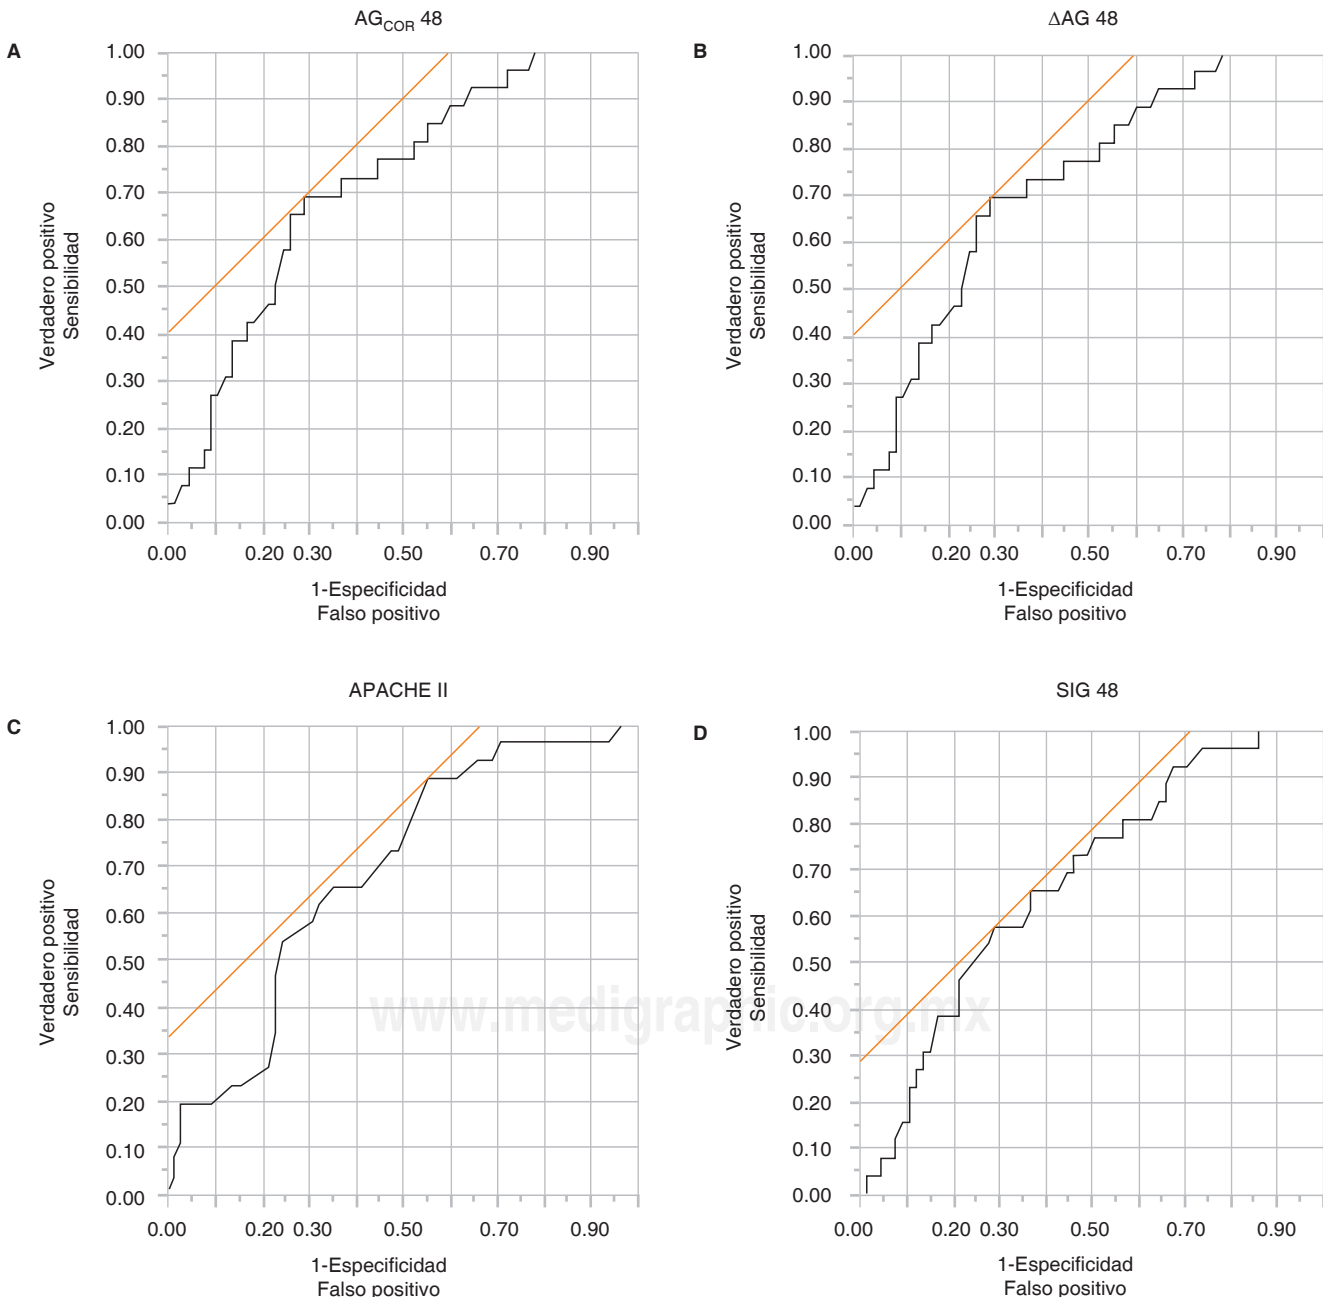 AG_COR 48
A
1.00
0.90
0.80
0.70
0.60
0.50
0.40
0.30
0.20
0.10
0.00
Verdadero positivo
Sensibilidad
0.00 0.20 0.30 0.50 0.70 0.90
1-Especificidad
Falso positivo
ΔAG 48
B
1.00
0.90
0.80
0.70
0.60
0.50
0.40
0.30
0.20
0.10
0.00
Verdadero positivo
Sensibilidad
0.00 0.20 0.30 0.50 0.70 0.90
1-Especificidad
Falso positivo
APACHE II
C
1.00
0.90
0.80
0.70
0.60
0.50
0.40
0.30
0.20
0.10
0.00
Verdadero positivo
Sensibilidad
0.00 0.20 0.30 0.50 0.70 0.90
1-Especificidad
Falso positivo
SIG 48
D
1.00
0.90
0.80
0.70
0.60
0.50
0.40
0.30
0.20
0.10
0.00
Verdadero positivo
Sensibilidad
0.00 0.20 0.30 0.50 0.70 0.90
1-Especificidad
Falso positivo
www.medigraphic.org.mx